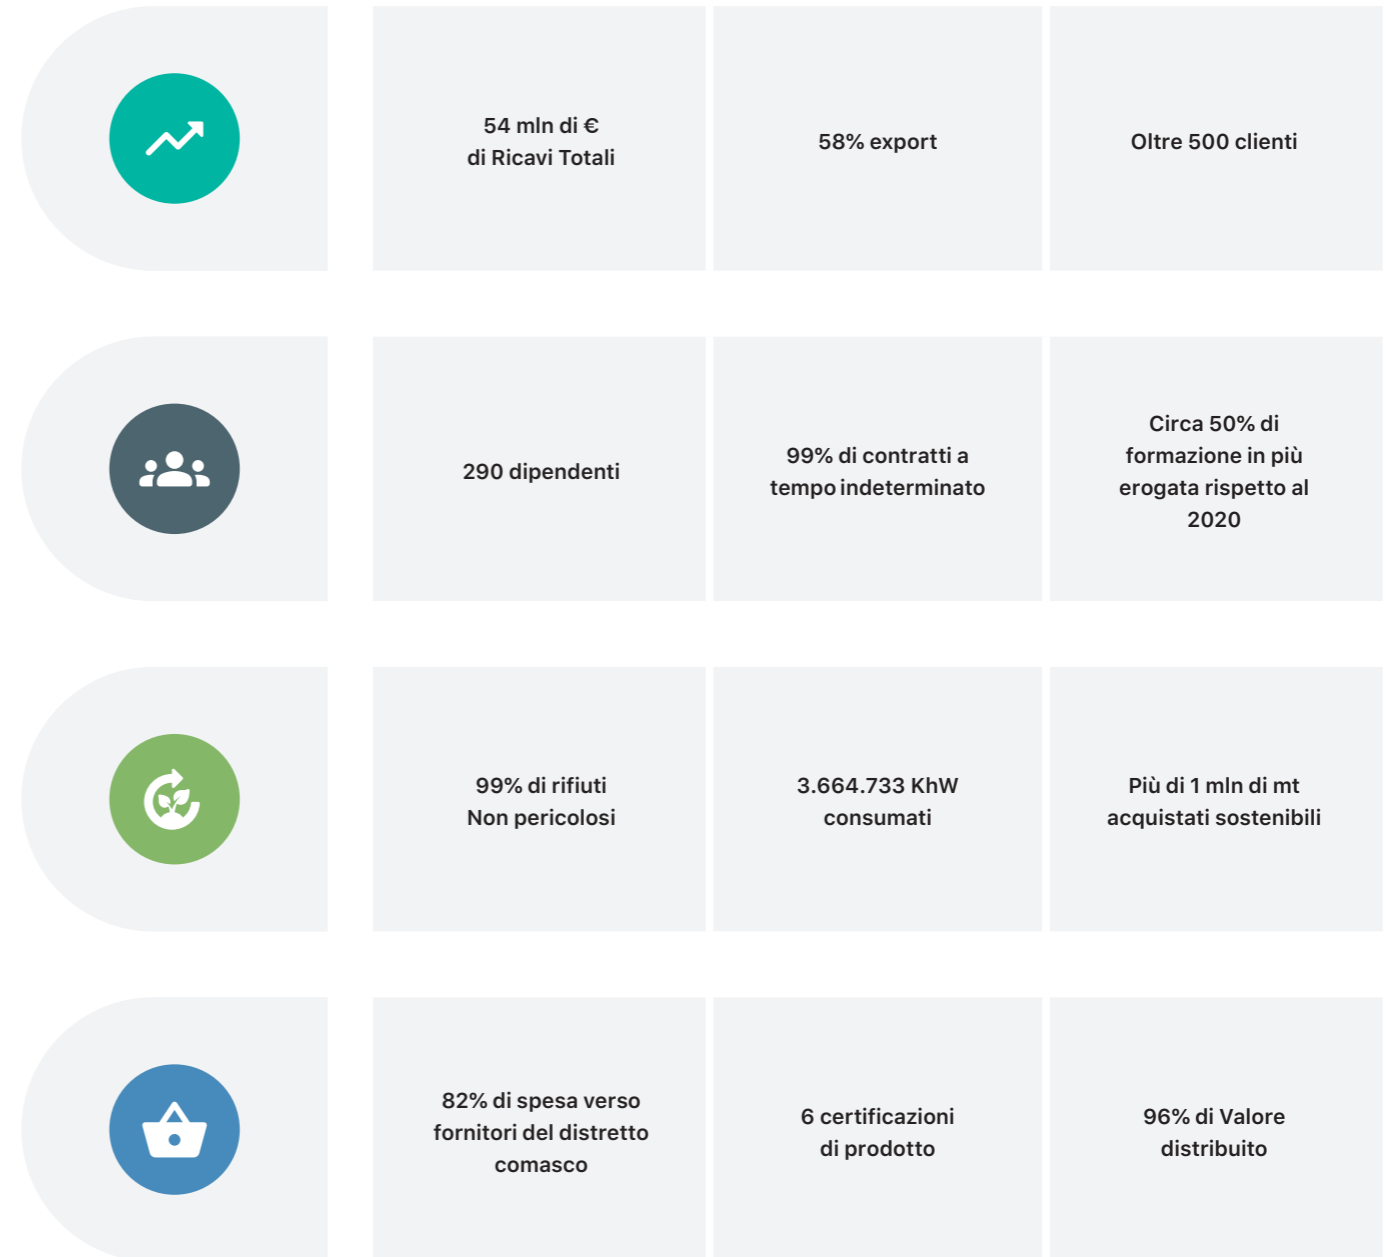 54 mln di €
di Ricavi Totali
58% export
Oltre 500 clienti
290 dipendenti
99% di contratti a
tempo indeterminato
Circa 50% di
formazione in più
erogata rispetto al
2020
99% di rifiuti
Non pericolosi
3.664.733 KhW
consumati
Più di 1 mln di mt
acquistati sostenibili
82% di spesa verso
fornitori del distretto
comasco
6 certificazioni
di prodotto
96% di Valore
distribuito